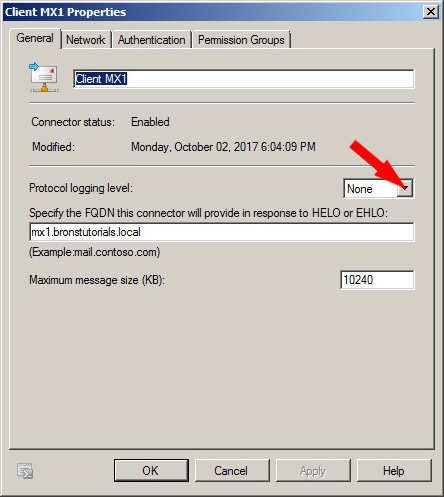 Client MX1 Properties
General Network Authentication Permission Groups
Client MX1
Connector status: Enabled
Modified: Monday, October 02, 2017 6:04:09 PM
Protocol logging level: None
Specify the FQDN this connector will provide in response to HELO or EHLO:
mx1.bronstutorials.local
(Example:mail.contoso.com)
Maximum message size (KB): 10240
OK Cancel Apply Help